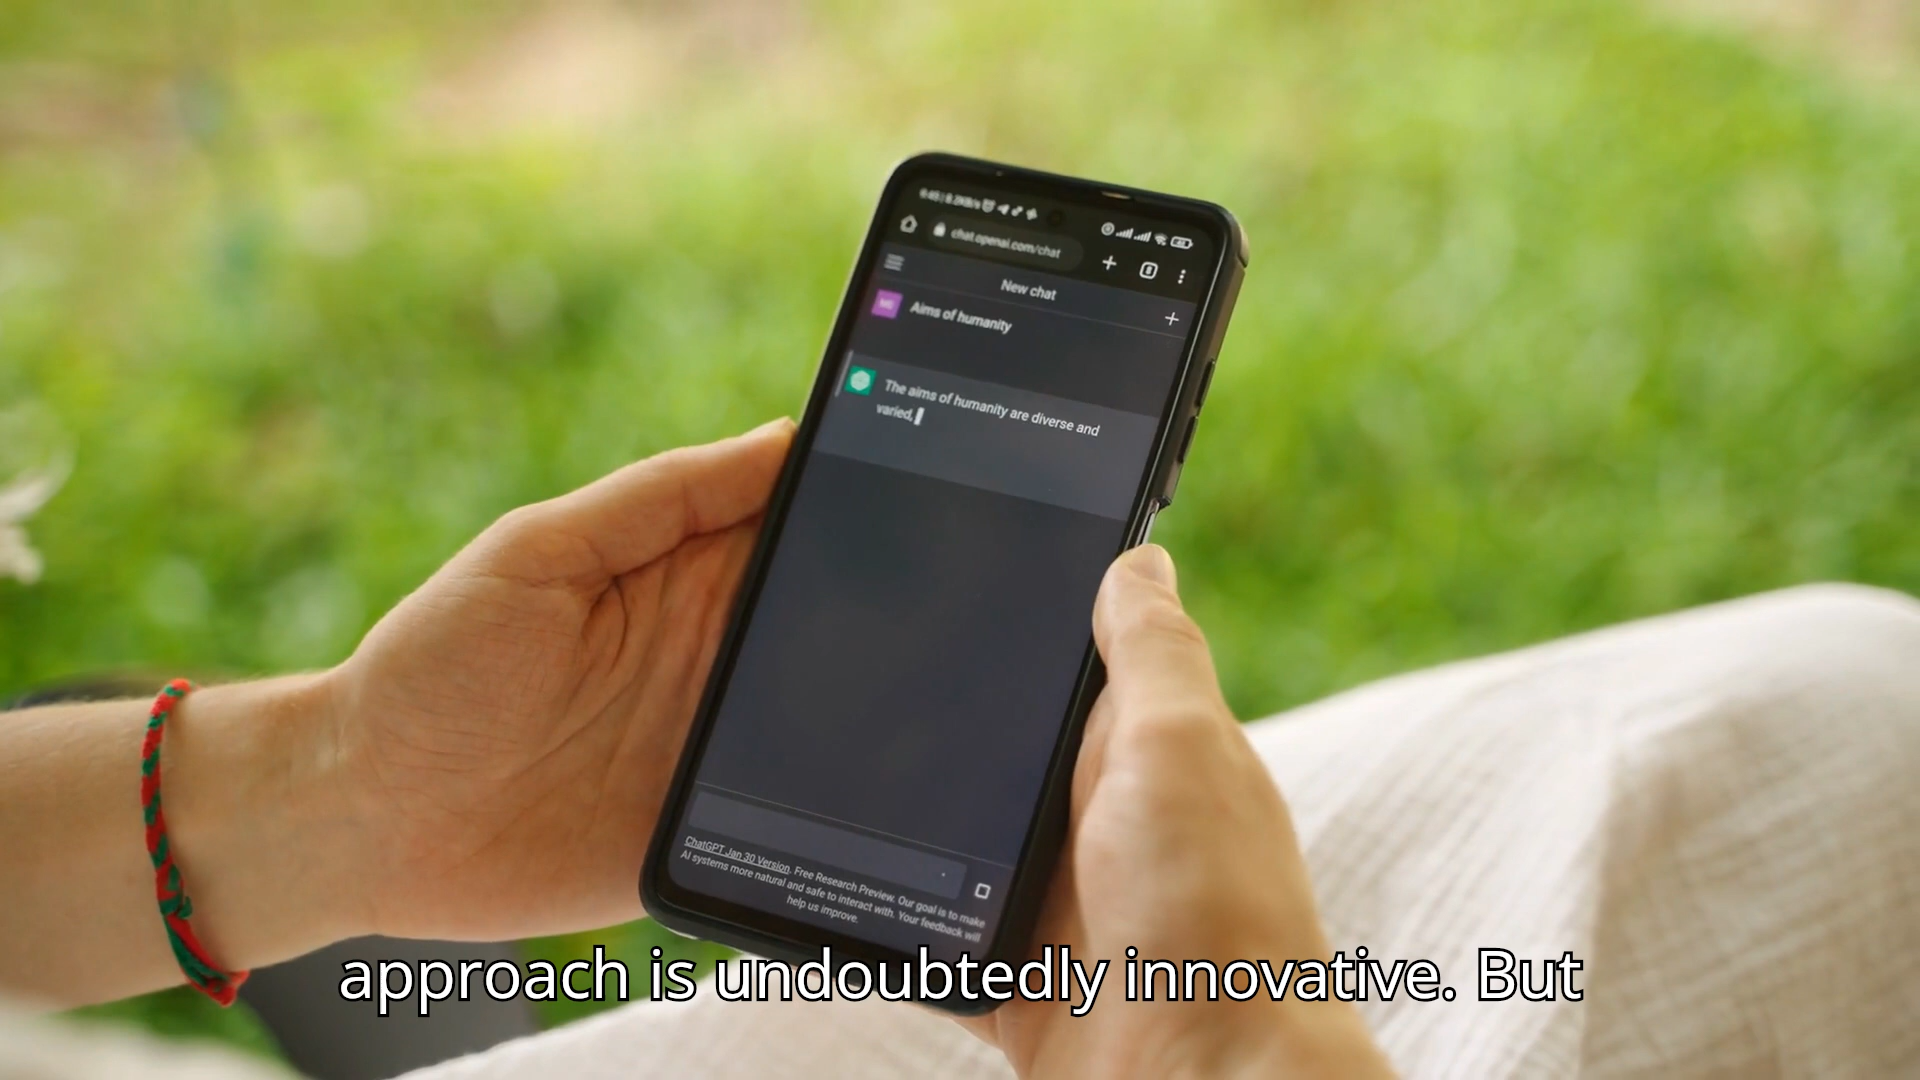 chat.openai.com/chat
New chat
Aims of humanity
The aims of humanity are diverse and
varied,
ChatGPT Jan 30 Version. Free Research Preview. Our goal is to make
AI systems more natural and safe to interact with. Your feedback will
help us improve.
approach is undoubtedly innovative. But